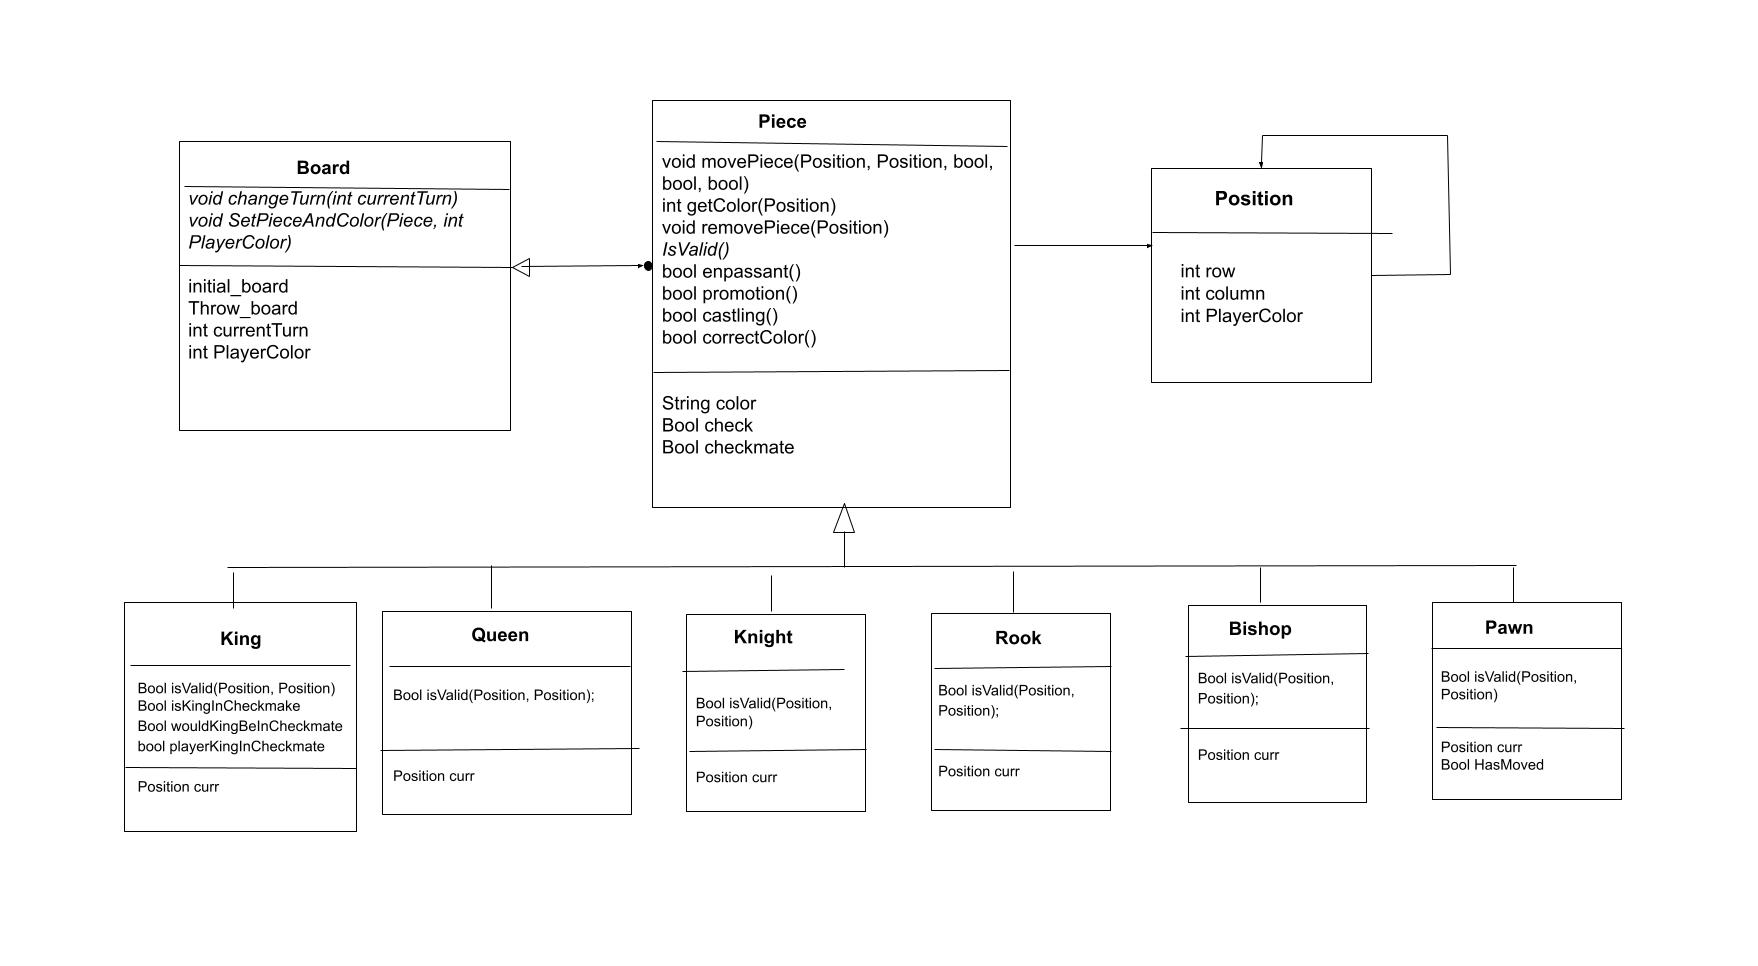 Board
void changeTurn(int currentTurn)
void SetPieceAndColor(Piece, int
PlayerColor)
initial_board
Throw_board
int currentTurn
int PlayerColor
Piece
void movePiece(Position, Position, bool,
bool, bool)
int getColor(Position)
void removePiece(Position)
IsValid()
bool enpassant()
bool promotion()
bool castling()
bool correctColor()
String color
Bool check
Bool checkmate
Position
int row
int column
int PlayerColor
King
Bool isValid(Position, Position)
Bool isKingInCheckmake
Bool wouldKingBeInCheckmate
bool playerKingInCheckmate
Position curr
Queen
Bool isValid(Position, Position);
Position curr
Knight
Bool isValid(Position,
Position)
Position curr
Rook
Bool isValid(Position,
Position);
Position curr
Bishop
Bool isValid(Position,
Position);
Position curr
Pawn
Bool isValid(Position,
Position)
Position curr
Bool HasMoved